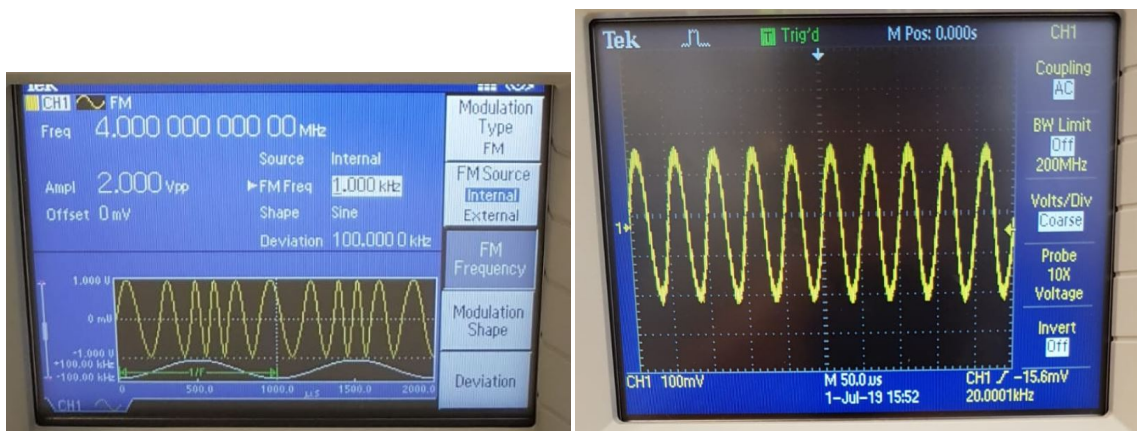 Tek
CH1 FM
Freq 4.000 000 000 00 MHz
Source Internal
Ampl 2.000 Vpp
FM Freq 1.000 kHz
Offset 0 mV
Shape Sine
Deviation 100.000 0 kHz
1.000 V
0 mV
-1.000 V
-100.00 kHz
-100.00 kHz
1/F
0 500.0 1000.0 1500.0 2000.0
µs
CH1
Modulation
Type
FM
FM Source
Internal
External
FM
Frequency
Modulation
Shape
Deviation
Tek T Trig'd M Pos: 0.000s CH1
Coupling
AC
BW Limit
Off
200MHz
Volts/Div
Coarse
Probe
10X
Voltage
Invert
Off
1
CH1 100mV M 50.0µs CH1 -15.6mV
1-Jul-19 15:52 20.0001kHz